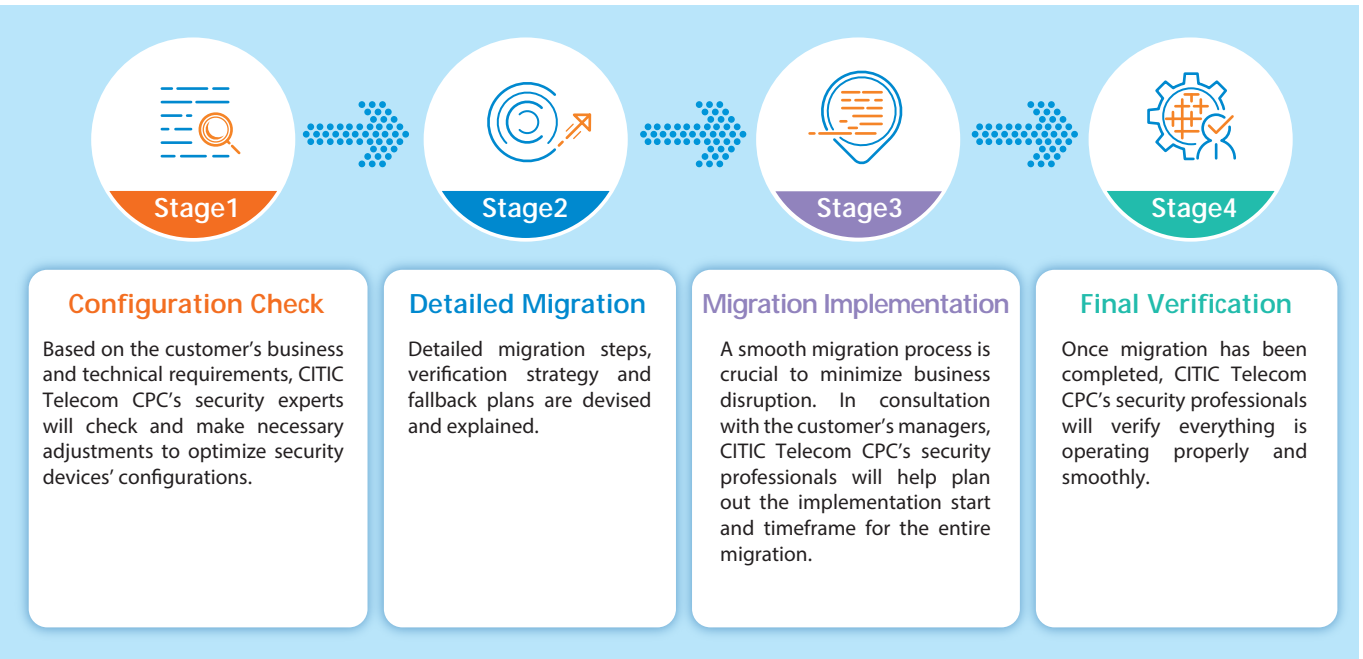 Stage1
Stage2
Stage3
Stage4
Configuration Check
Based on the customer’s business
and technical requirements, CITIC
Telecom CPC’s security experts
will check and make necessary
adjustments to optimize security
devices’ configurations.
Detailed Migration
Detailed migration steps,
verification strategy and
fallback plans are devised
and explained.
Migration Implementation
A smooth migration process is
crucial to minimize business
disruption. In consultation
with the customer’s managers,
CITIC Telecom CPC’s security
professionals will help plan
out the implementation start
and timeframe for the entire
migration.
Final Verification
Once migration has been
completed, CITIC Telecom
CPC’s security professionals
will verify everything is
operating properly and
smoothly.